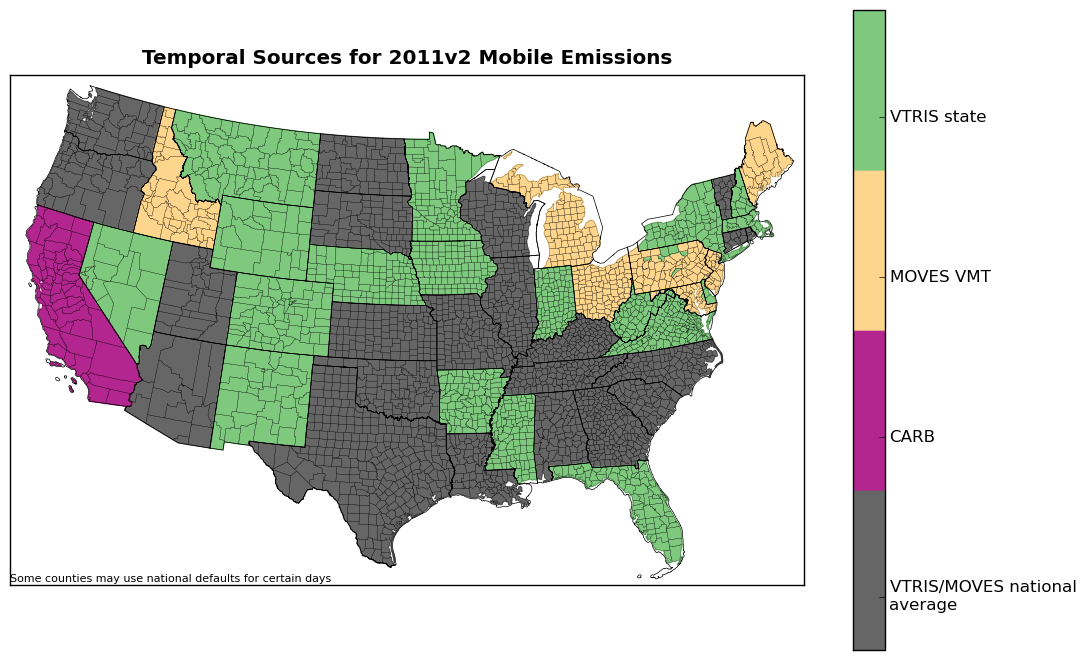 Temporal Sources for 2011v2 Mobile Emissions
VTRIS state
MOVES VMT
CARB
VTRIS/MOVES national
average
Some counties may use national defaults for certain days